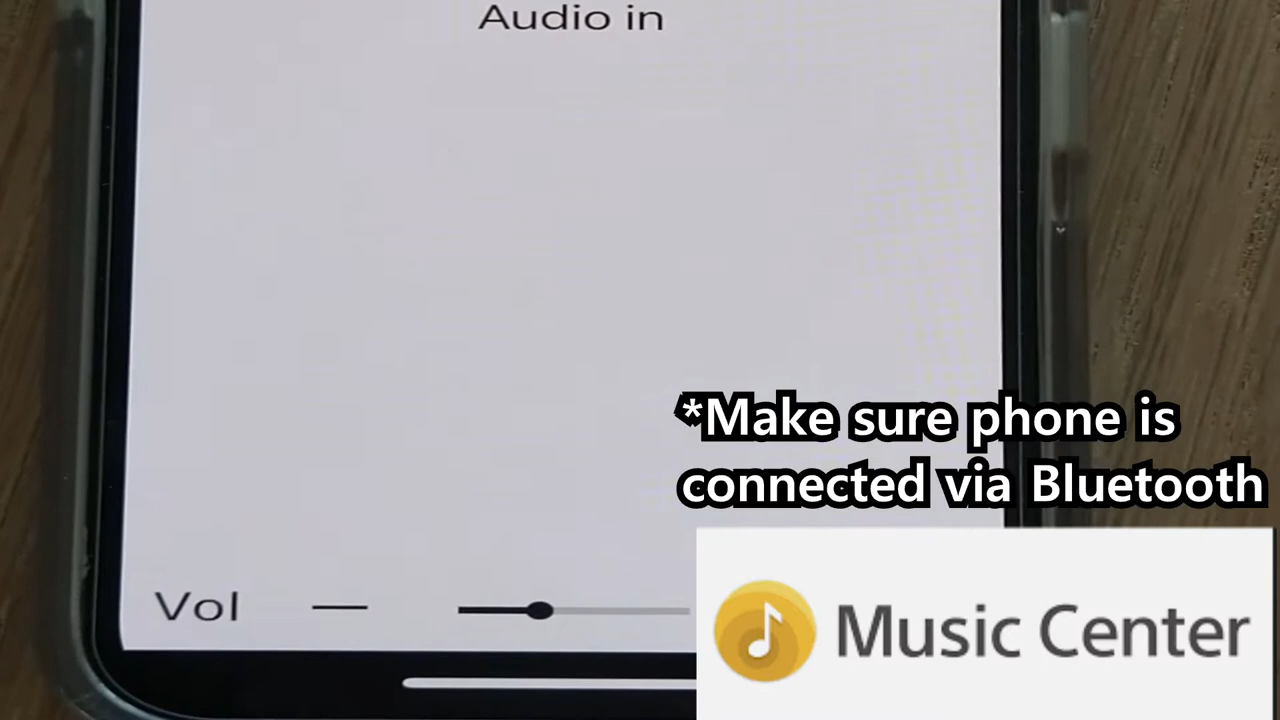 Audio in
*Make sure phone is
connected via Bluetooth
Vol
Music Center